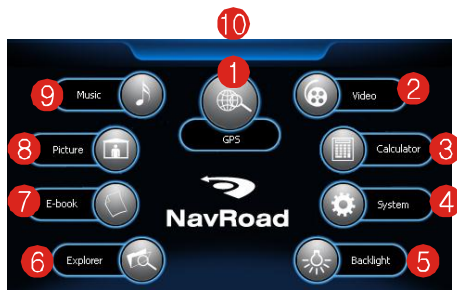 10
1
9 Music
Video 2
GPS
8 Picture
Calculator 3
7 E-book
System 4
NavRoad
6 Explorer
Backlight 5